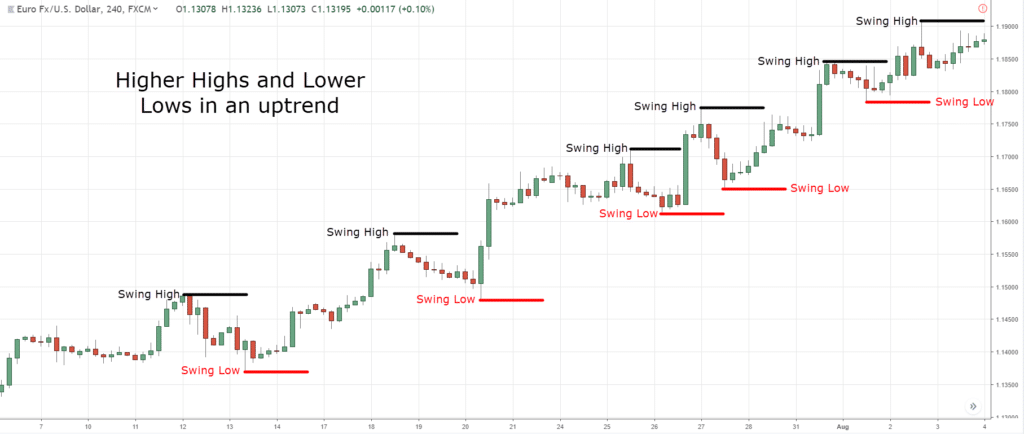 Euro Fx/U.S. Dollar, 240, FXCM O1.13078 H1.13236 L1.13073 C1.13195 +0.00117 (+0.10%)
Higher Highs and Lower
Lows in an uptrend
Swing High
1.19000
Swing High
1.18500
1.18000
Swing Low
Swing High
1.17500
Swing High
1.17000
1.16500
Swing Low
Swing Low
1.16000
Swing High
1.15500
1.15000
Swing High
Swing Low
1.14500
1.14000
Swing Low
1.13500
1.13000
7 10 11 12 13 14 17 18 19 20 21 24 25 26 27 28 31 Aug 2 3 4